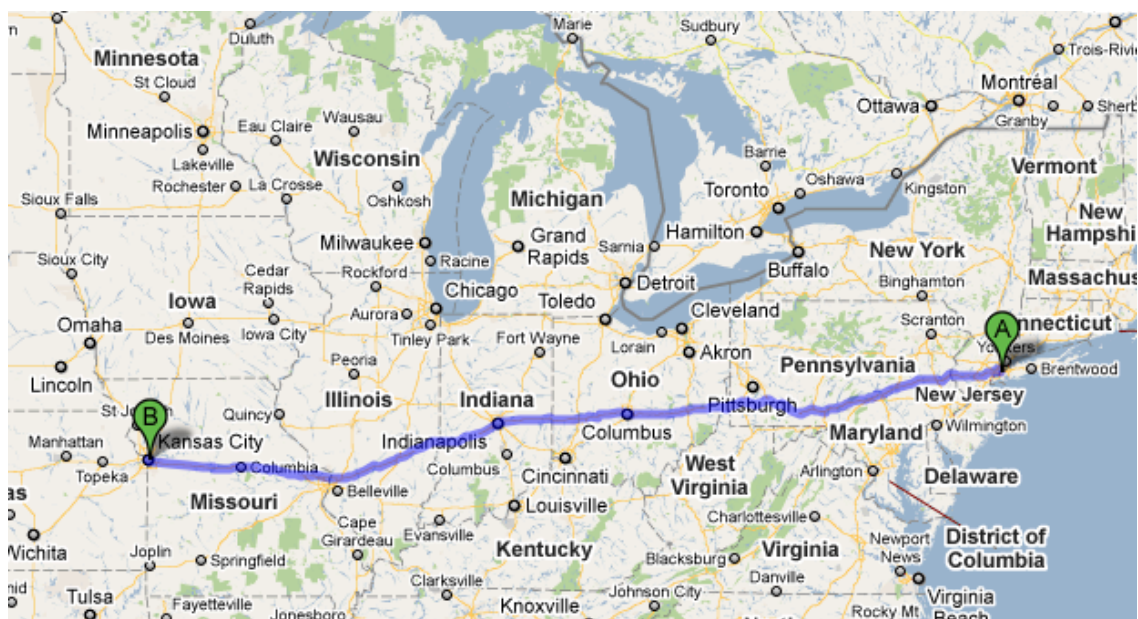 Marie
Sudbury
Duluth
Trois-Rivi
Minnesota
St Cloud
Montréal
Ottawa
Sherb
Granby
Minneapolis
Eau Claire
Wausau
Lakeville
Wisconsin
Barrie
Vermont
Rochester
La Crosse
Oshkosh
Michigan
Toronto
Oshawa
Kingston
Sioux Falls
New
Hampshi
Milwaukee
Grand
Rapids
Sarnia
Hamilton
New York
Sioux City
Racine
Buffalo
Rockford
Cedar
Rapids
Chicago
Detroit
Binghamton
Massachus
Iowa
Toledo
Aurora
Cleveland
Scranton
A
nnecticut
Omaha
Des Moines
Iowa City
Tinley Park
Fort Wayne
Lorain
Akron
Yonkers
Peoria
Pennsylvania
Brentwood
Lincoln
Ohio
Illinois
Indiana
New Jersey
St Jo
n
B
Quincy
Pittsburgh
Manhattan
Kansas City
Indianapolis
Columbus
Maryland
Wilmington
Topeka
Columbia
Columbus
Cincinnati
West
Virginia
Arlington
Delaware
as
Missouri
Belleville
Louisville
Charlottesville
Cape
Girardeau
Evansville
District of
Columbia
Wichita
Joplin
Springfield
Kentucky
Blacksburg
Virginia
Newport
News
Clarksville
Danville
Tulsa
Fayetteville
Jonesboro
Knoxville
Johnson City
Rocky Mt
Virginia
Beach